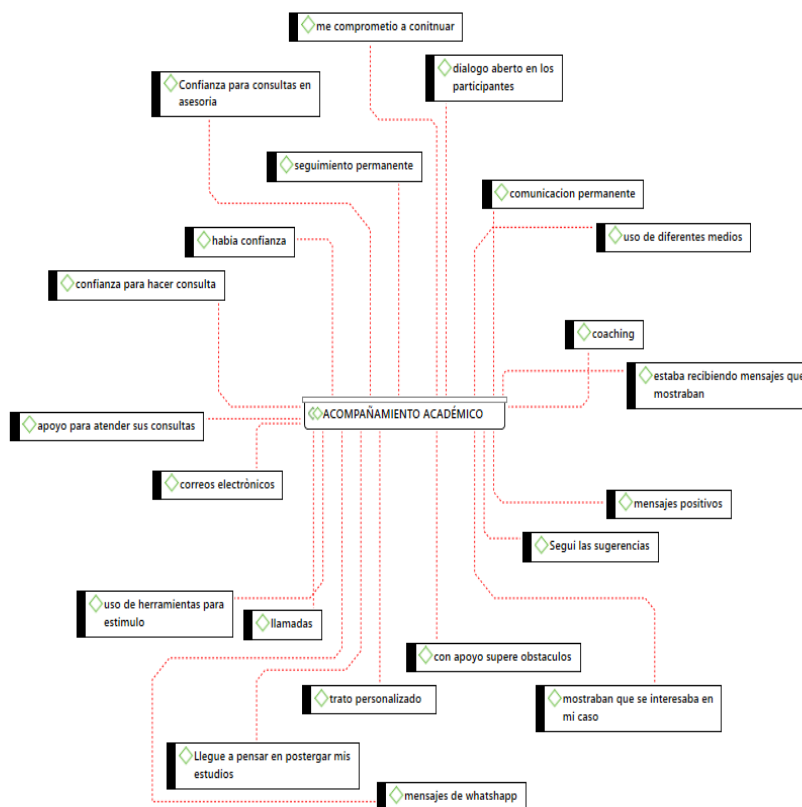 me comprometio a conitnuar
dialogo aberto en los
participantes
Confianza para consultas en
asesoria
seguimiento permanente
comunicacion permanente
uso de diferentes medios
había confianza
confianza para hacer consulta
coaching
estaba recibiendo mensajes que
mostraban
ACOMPAÑAMIENTO ACADÉMICO
apoyo para atender sus consultas
correos electrònicos
mensajes positivos
Segui las sugerencias
uso de herramientas para
estimulo
llamadas
con apoyo supere obstaculos
trato personalizado
mostraban que se interesaba en
mi caso
Llegue a pensar en postergar mis
estudios
mensajes de whatshapp